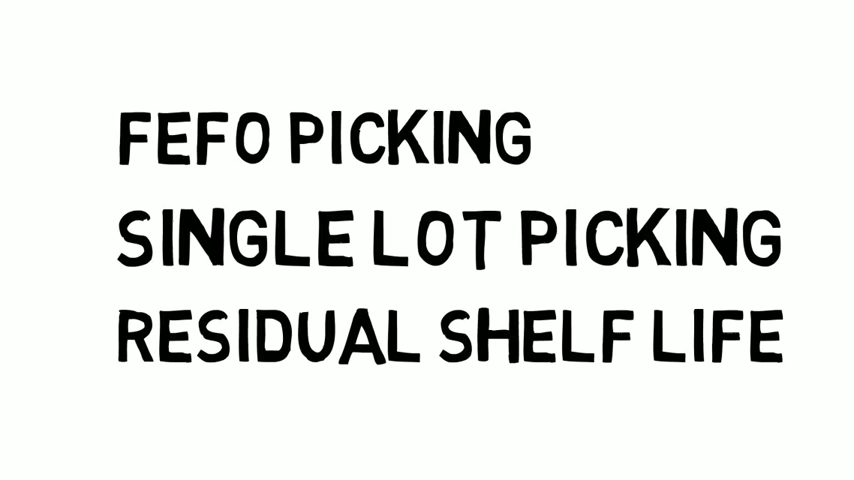 FEFO PICKING
SINGLE LOT PICKING
RESIDUAL SHELF LIFE